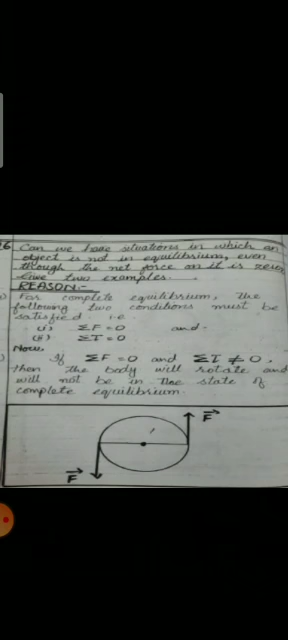 26 Can we have situations in which an
object is not in equilibrium, even
though the net force on it is zero.
Give two examples.
REASON:-
For complete equilibrium, the
following two conditions must be
satisfied. i.e
(i) ΣF = 0 and.
(ii) Στ = 0
Now,
If ΣF = 0 and Στ ≠ 0,
then the body will rotate and
will not be in the state of
complete equilibrium.
F
F